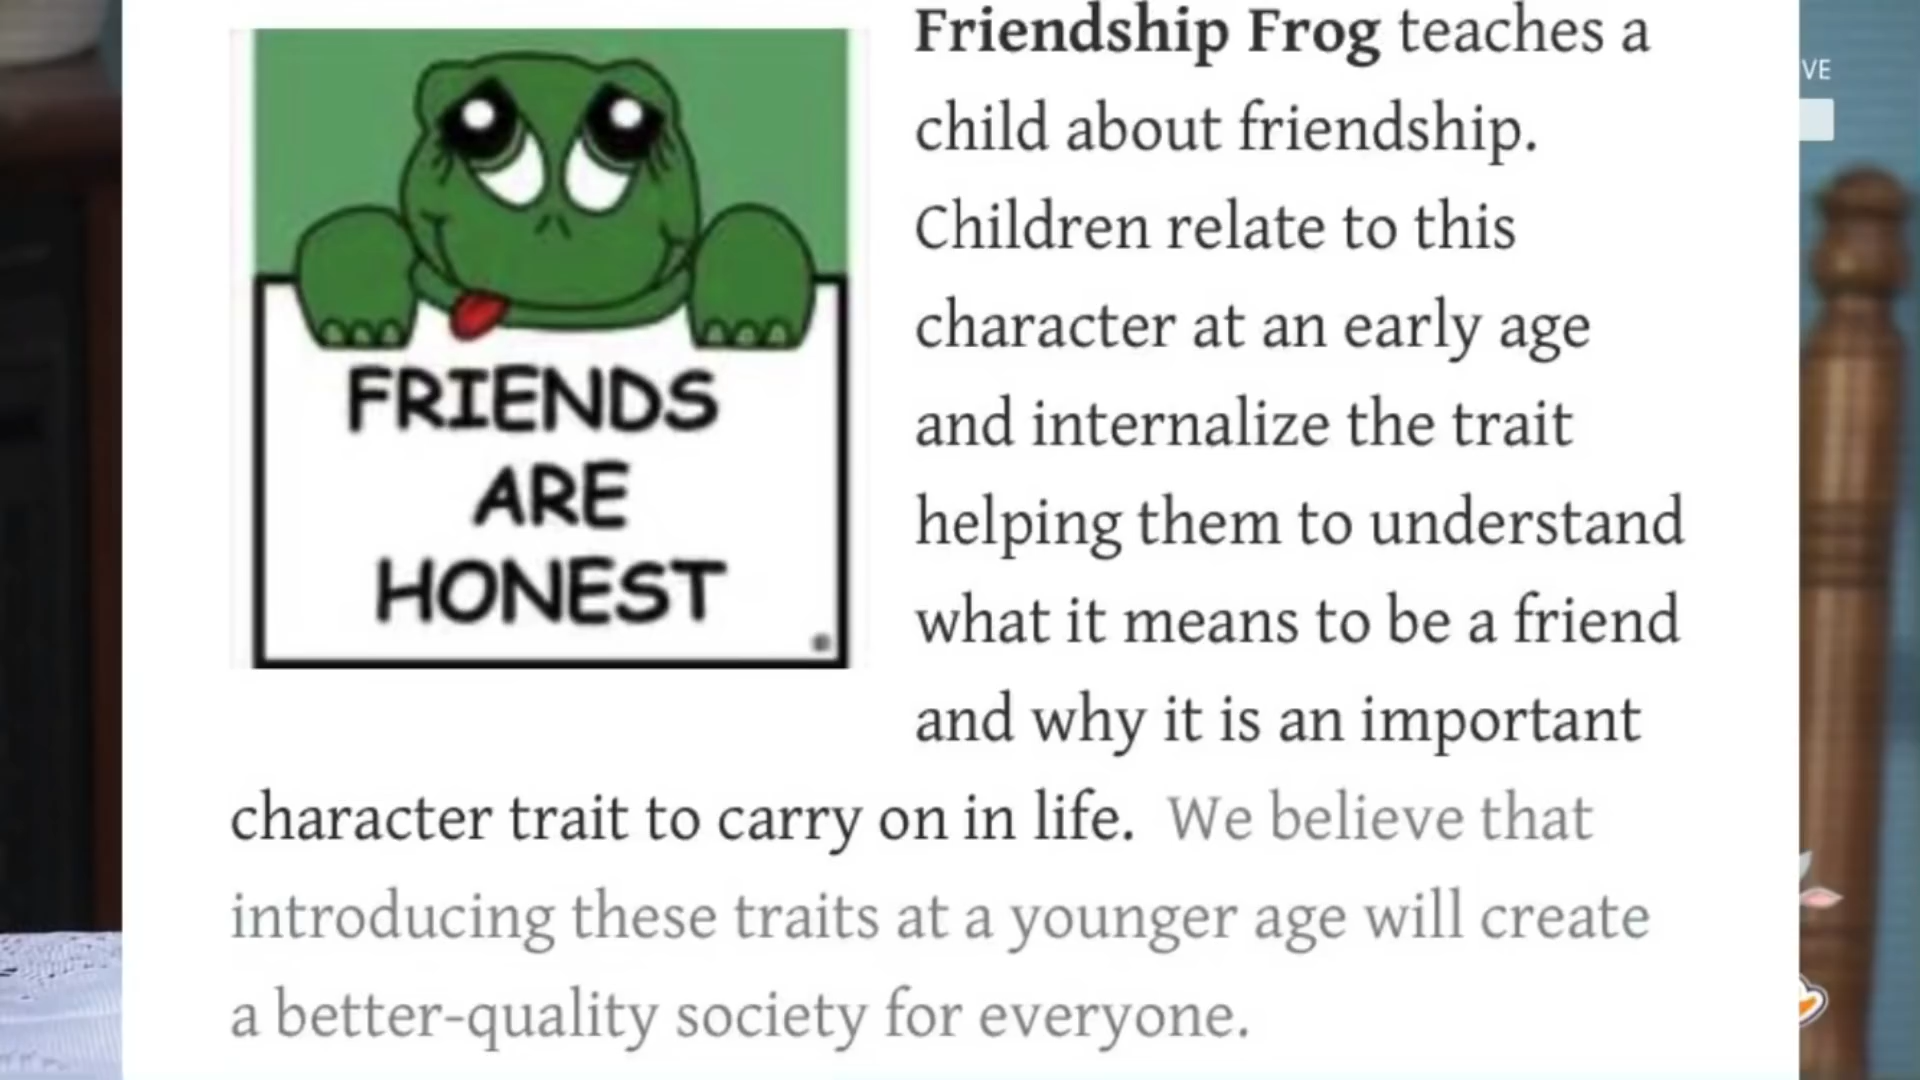 Friendship Frog teaches a
child about friendship.
Children relate to this
character at an early age
and internalize the trait
helping them to understand
what it means to be a friend
and why it is an important
character trait to carry on in life. We believe that
introducing these traits at a younger age will create
a better-quality society for everyone.
FRIENDS
ARE
HONEST
VE